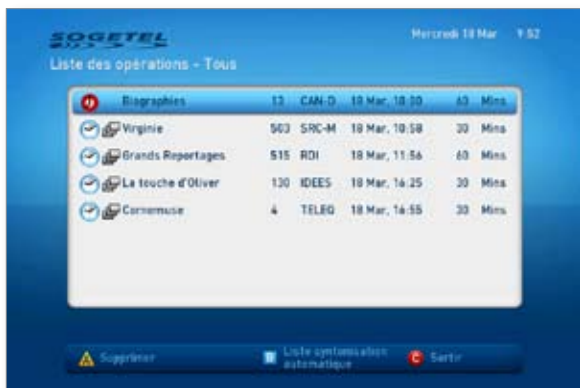 SOGETEL
Mercredi 18 Mar 9:52
Liste des opérations - Tous
Biographies 13 CAN-D 18 Mar, 10:00 60 Mins
Virginie 503 SRC-M 18 Mar, 10:58 30 Mins
Grands Reportages 515 RDI 18 Mar, 11:56 60 Mins
La touche d'Oliver 130 IDEES 18 Mar, 16:25 30 Mins
Cornemuse 4 TELEQ 18 Mar, 16:55 30 Mins
A Supprimer B Liste syntonisation C Sortir
automatique